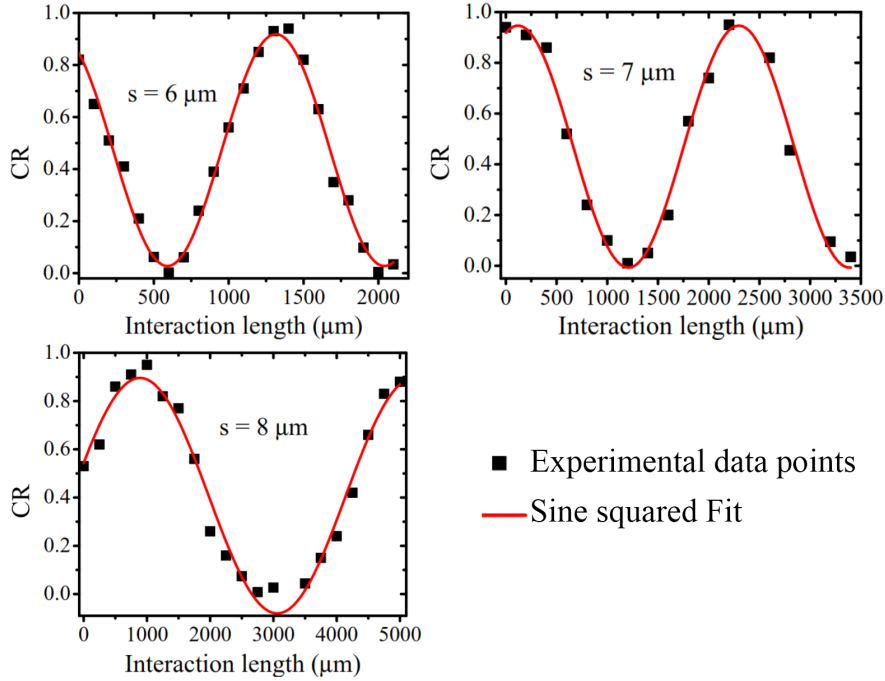 1.0
0.8
0.6
0.4
0.2
0.0
CR
s = 6 μm
0 500 1000 1500 2000
Interaction length (μm)
1.0
0.8
0.6
0.4
0.2
0.0
CR
s = 7 μm
0 500 1000 1500 2000 2500 3000 3500
Interaction length (μm)
1.0
0.8
0.6
0.4
0.2
0.0
CR
s = 8 μm
0 1000 2000 3000 4000 5000
Interaction length (μm)
Experimental data points
Sine squared Fit